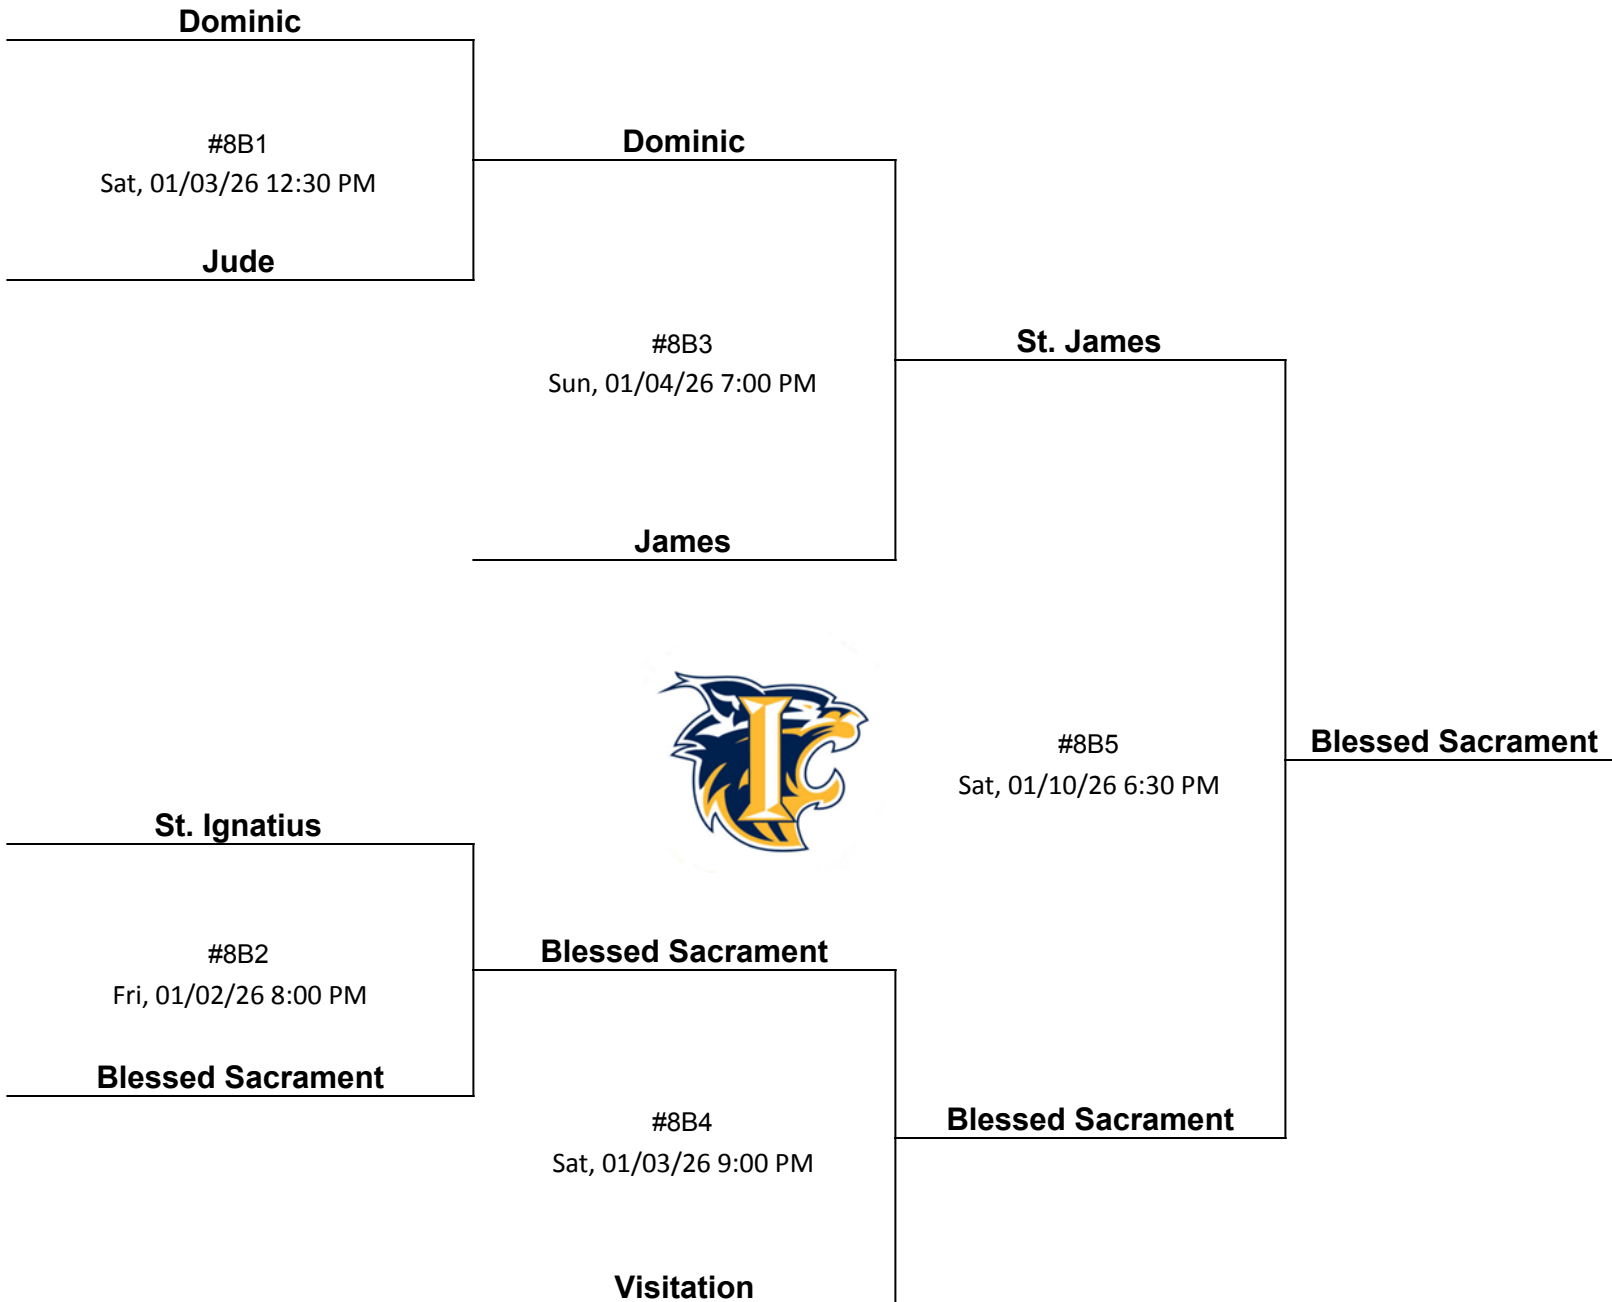 Dominic
#8B1
Sat, 01/03/26 12:30 PM
Dominic
Jude
#8B3
Sun, 01/04/26 7:00 PM
St. James
James
IC
#8B5
Sat, 01/10/26 6:30 PM
Blessed Sacrament
St. Ignatius
#8B2
Fri, 01/02/26 8:00 PM
Blessed Sacrament
Blessed Sacrament
#8B4
Sat, 01/03/26 9:00 PM
Blessed Sacrament
Visitation